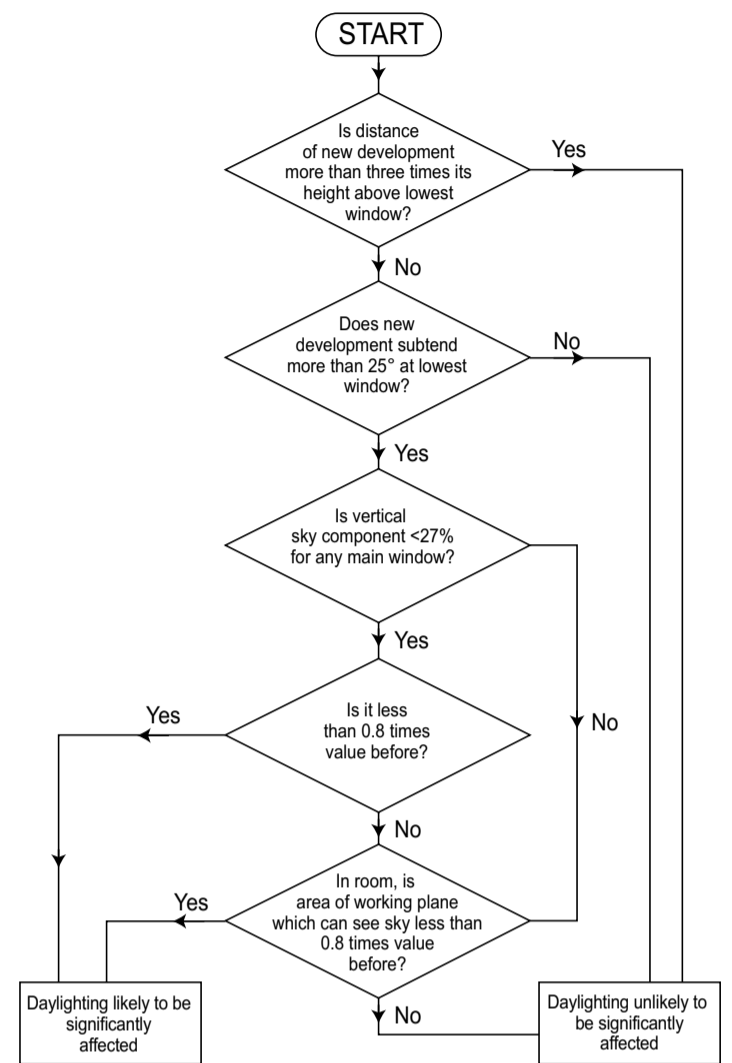 START
Is distance
of new development
more than three times its
height above lowest
window?
Yes
No
Does new
development subtend
more than 25° at lowest
window?
No
Yes
Is vertical
sky component <27%
for any main window?
Yes
No
Is it less
than 0.8 times
value before?
Yes
No
In room, is
area of working plane
which can see sky less than
0.8 times value
before?
Yes
No
Daylighting likely to be
significantly
affected
Daylighting unlikely to
be significantly
affected